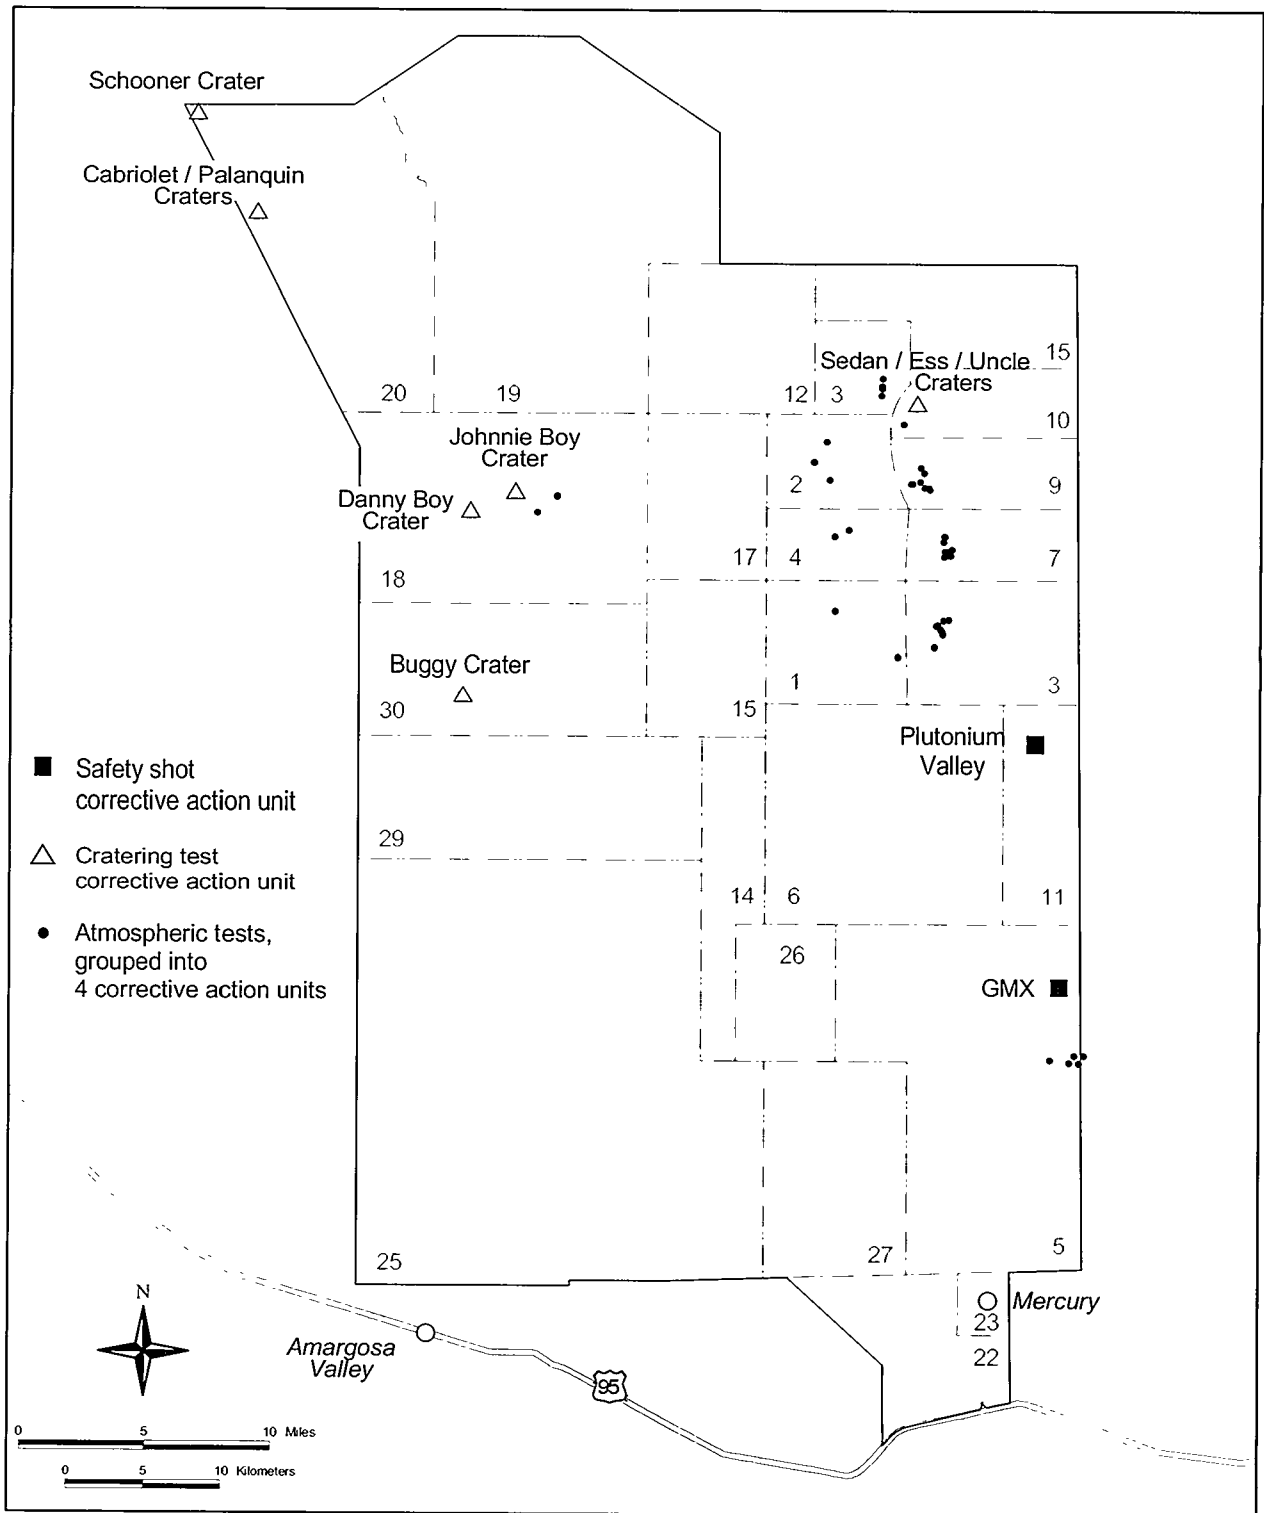 Schooner Crater
Cabriolet / Palanquin
Craters
15
Sedan / Ess / Uncle
Craters
20
19
12
3
10
Johnnie Boy
Crater
Danny Boy
Crater
2
9
17
4
7
18
Buggy Crater
1
3
30
15
Plutonium
Valley
Safety shot
corrective action unit
29
Cratering test
corrective action unit
14
6
11
Atmospheric tests,
grouped into
4 corrective action units
26
GMX
25
27
5
N
Mercury
23
22
Amargosa
Valley
95
0 5 10 Miles
0 5 10 Kilometers